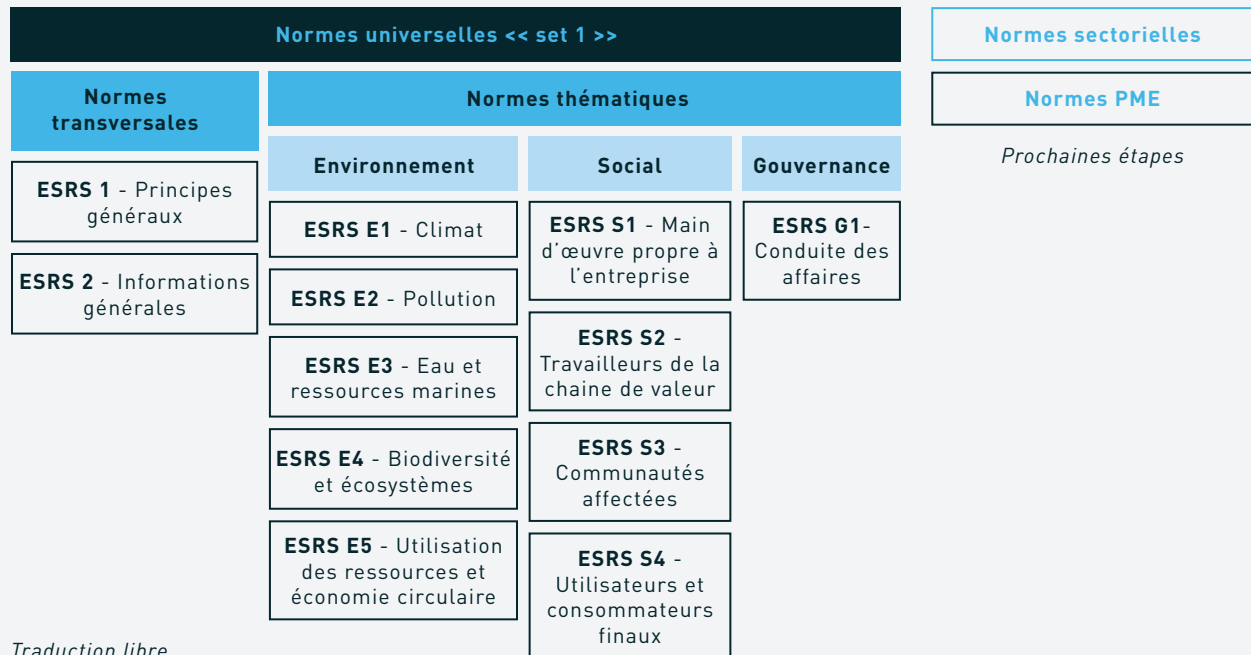 Normes universelles << set 1 >>
Normes
transversales
ESRS 1 - Principes
généraux
ESRS 2 - Informations
générales
Normes thématiques
Environnement
ESRS E1 - Climat
ESRS E2 - Pollution
ESRS E3 - Eau et
ressources marines
ESRS E4 - Biodiversité
et écosystèmes
ESRS E5 - Utilisation
des ressources et
économie circulaire
Social
ESRS S1 - Main
d'œuvre propre à
l'entreprise
ESRS S2 -
Travailleurs de la
chaine de valeur
ESRS S3 -
Communautés
affectées
ESRS S4 -
Utilisateurs et
consommateurs
finaux
Gouvernance
ESRS G1-
Conduite des
affaires
Normes sectorielles
Normes PME
Prochaines étapes
Traduction libre